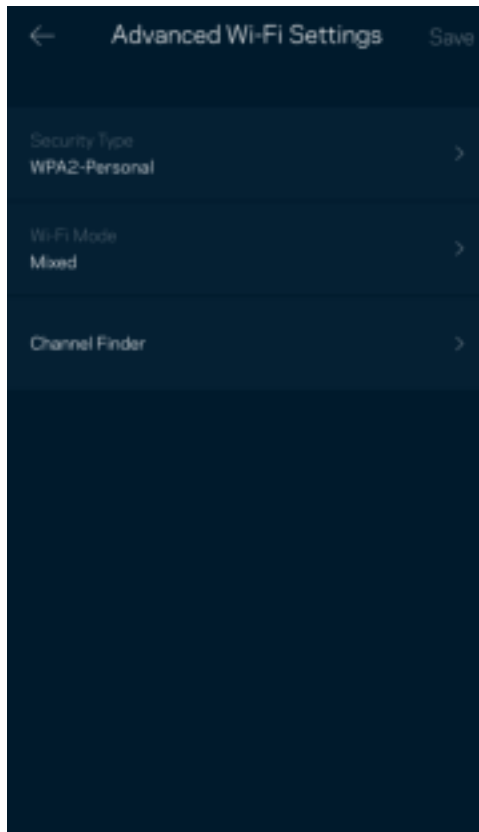 Advanced Wi-Fi Settings Save
Security Type
WPA2-Personal
Wi-Fi Mode
Mixed
Channel Finder